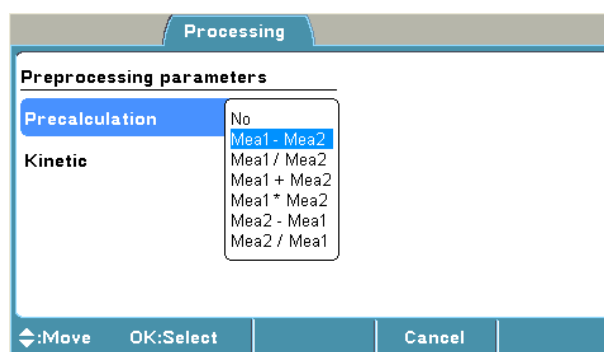 Processing
Preprocessing parameters
Precalculation
No
Mea1 - Mea2
Mea1 / Mea2
Mea1 + Mea2
Mea1 * Mea2
Mea2 - Mea1
Mea2 / Mea1
Kinetic
:Move OK:Select Cancel